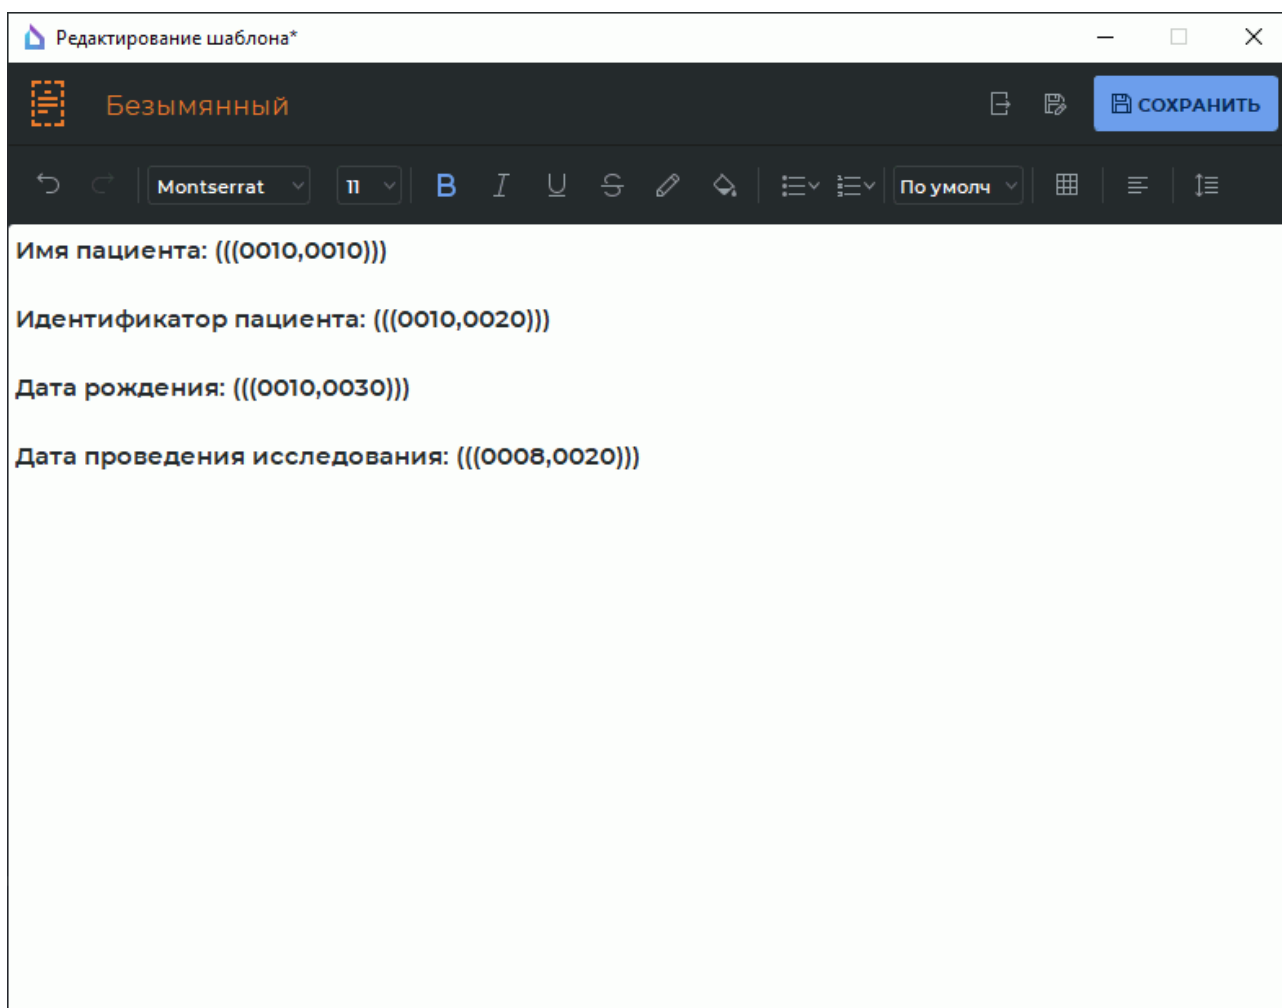 Редактирование шаблона*
Безымянный
СОХРАНИТЬ
Montserrat 11 B I U S По умолч
Имя пациента: (((0010,0010)))
Идентификатор пациента: (((0010,0020)))
Дата рождения: (((0010,0030)))
Дата проведения исследования: (((0008,0020)))